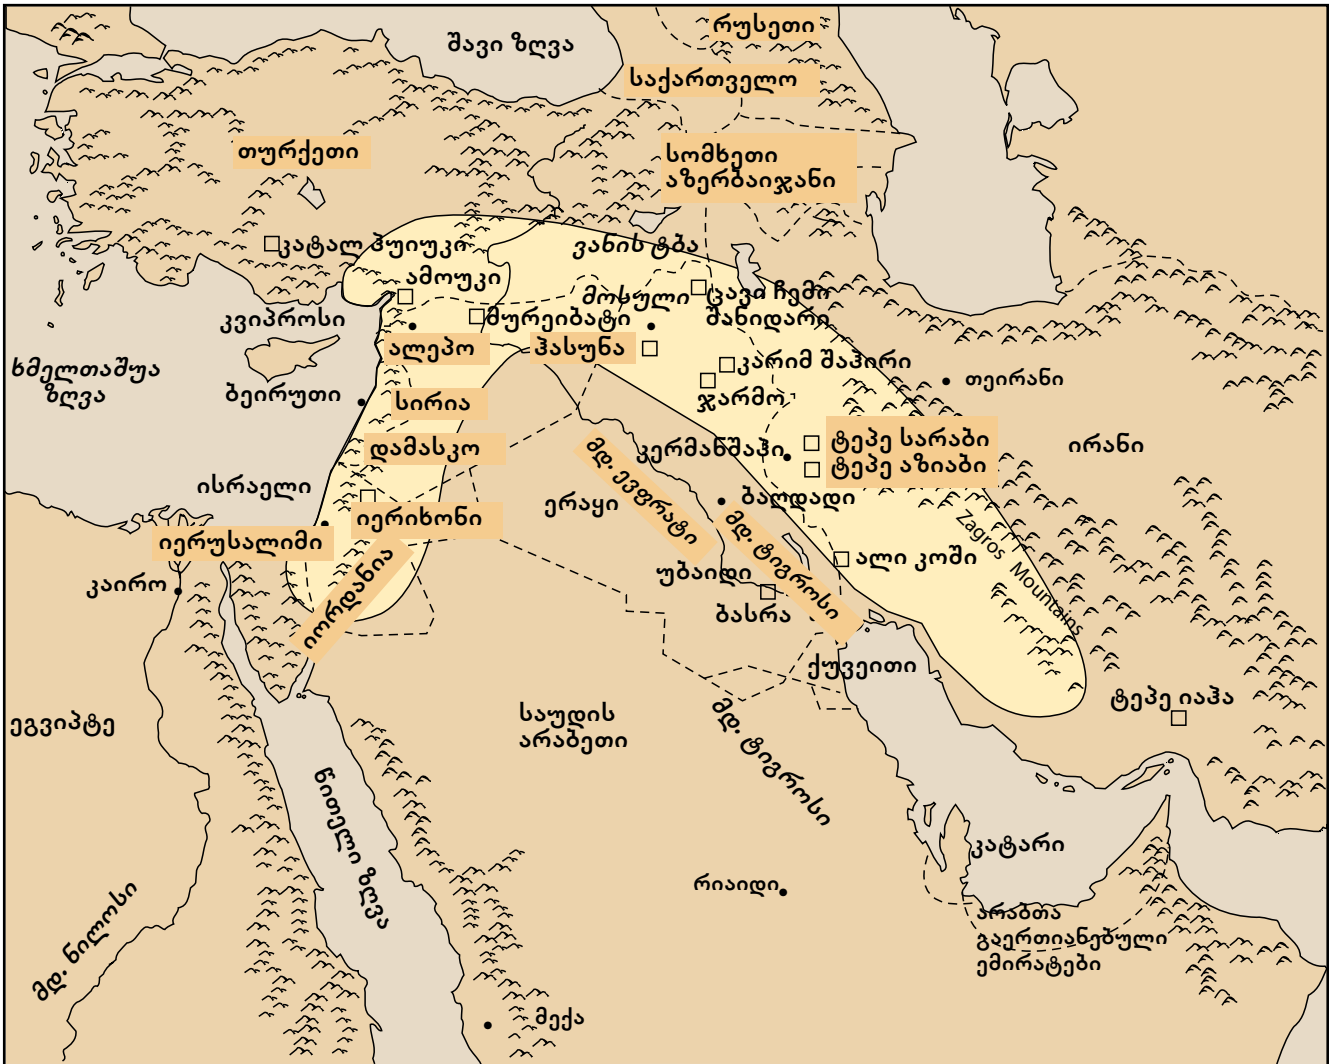 რუსეთი
შავი ზღვა
საქართველო
თურქეთი
სომხეთი
აზერბაიჯანი
კატალ ჰუიუკი
ვანის ტბა
ამოუკი
მოსული
ცავი ჩემი
შანიდარი
კვიპროსი
მურეიბატი
ალეპო
ჰასუნა
კარიმ შაჰირი
ხმელთაშუა
ზღვა
თეირანი
ბეირუთი
სირია
ჯარმო
დამასკო
კერმანშაჰი
ტეპე სარაბი
ტეპე აზიაბი
ირანი
ისრაელი
ერაყი
მდ. ევფრატი
ბაღდადი
იერიხონი
მდ. ტიგროსი
Zagros Mountains
იერუსალიმი
ალი კოში
კაირო
იორდანია
უბაიდი
ბასრა
ქუვეითი
ტეპე იაჰა
ეგვიპტე
საუდის
არაბეთი
მდ. ტიგროსი
წითელი ზღვა
კატარი
რიაიდი
მდ. ნილოსი
არაბთა
გაერთიანებული
ემირატები
მექა